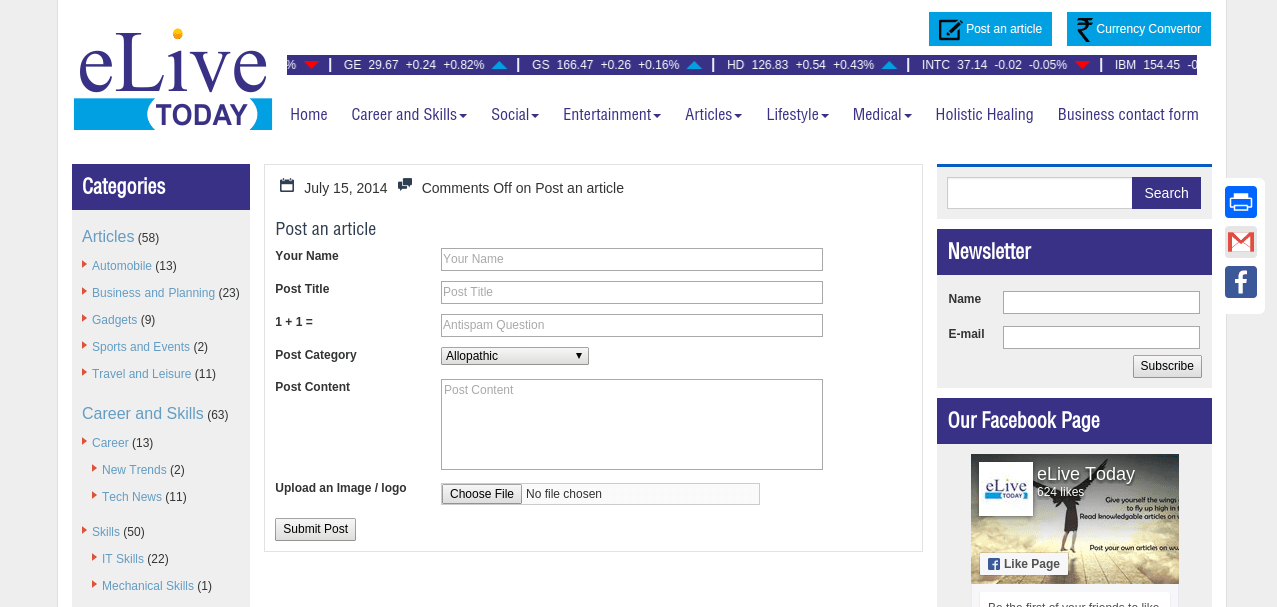 eLive
TODAY
Post an article
Currency Convertor
% | GE 29.67 +0.24 +0.82% | GS 166.47 +0.26 +0.16% | HD 126.83 +0.54 +0.43% | INTC 37.14 -0.02 -0.05% | IBM 154.45 -0
Home Career and Skills Social Entertainment Articles Lifestyle Medical Holistic Healing Business contact form
Categories
Articles (58)
Automobile (13)
Business and Planning (23)
Gadgets (9)
Sports and Events (2)
Travel and Leisure (11)
Career and Skills (63)
Career (13)
New Trends (2)
Tech News (11)
Skills (50)
IT Skills (22)
Mechanical Skills (1)
July 15, 2014 Comments Off on Post an article
Post an article
Your Name Your Name
Post Title Post Title
1 + 1 = Antispam Question
Post Category Allopathic
Post Content Post Content
Upload an Image / logo Choose File No file chosen
Submit Post
Search
Newsletter
Name
E-mail
Subscribe
Our Facebook Page
eLive
TODAY
eLive Today
624 likes
Give yourself the wings
to fly up high in
Read knowledgable articles on
Post your own articles on ww
Like Page
Be the first of your friends to like